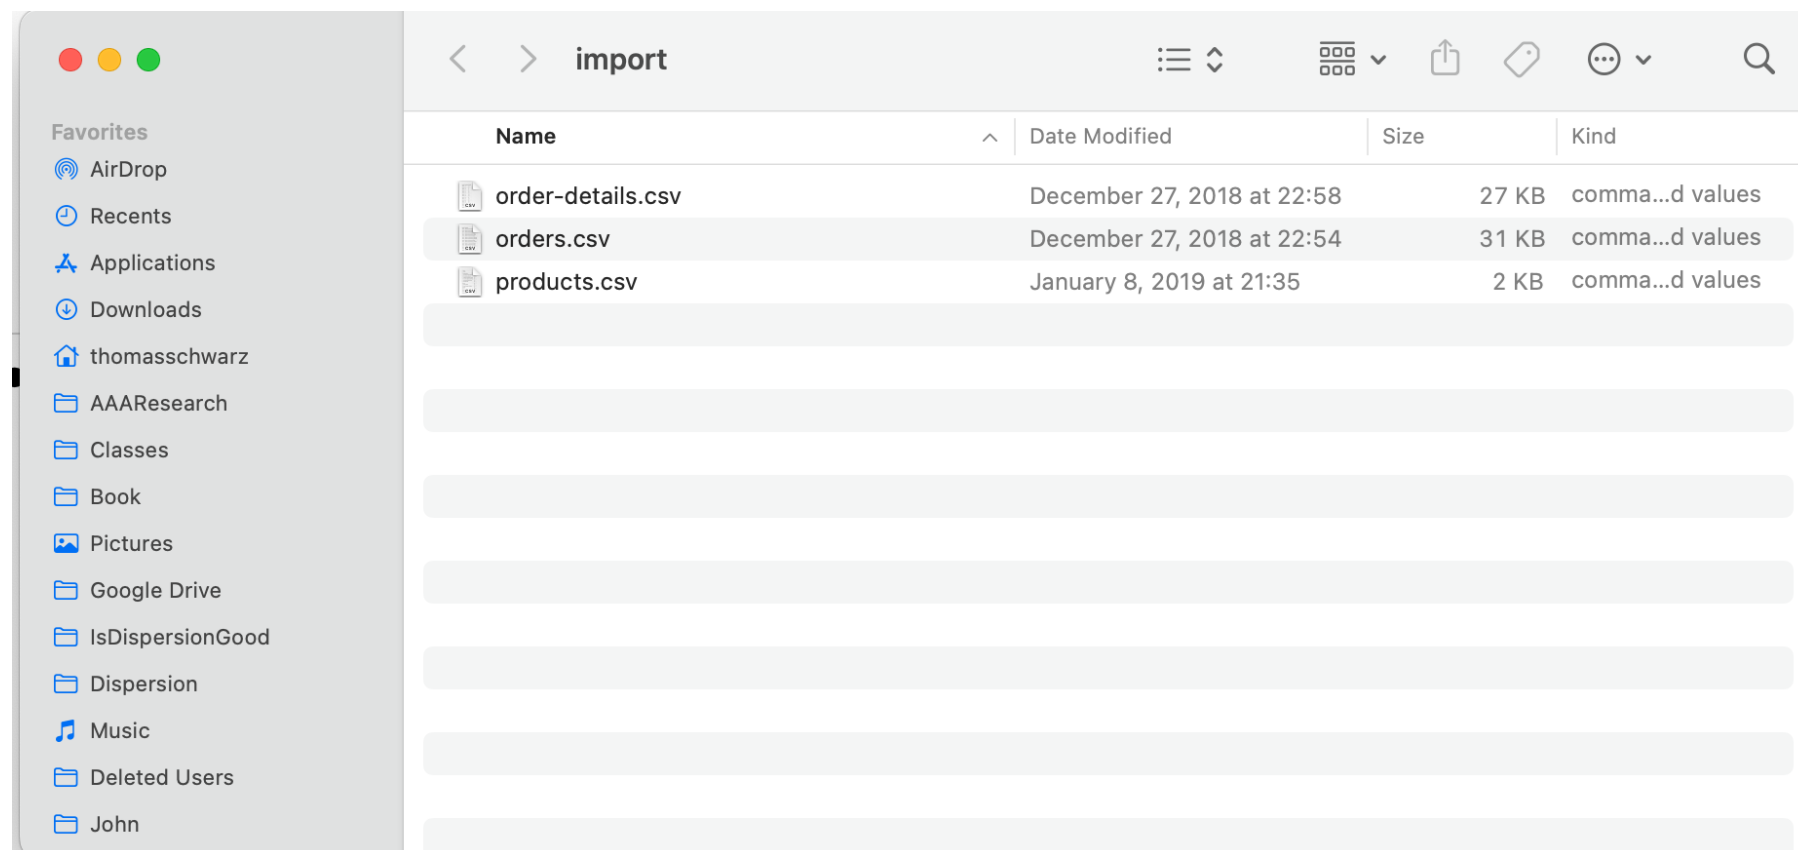 import
Favorites
AirDrop
Recents
Applications
Downloads
thomasschwarz
AAAResearch
Classes
Book
Pictures
Google Drive
IsDispersionGood
Dispersion
Music
Deleted Users
John
Name Date Modified Size Kind
order-details.csv December 27, 2018 at 22:58 27 KB comma...d values
orders.csv December 27, 2018 at 22:54 31 KB comma...d values
products.csv January 8, 2019 at 21:35 2 KB comma...d values